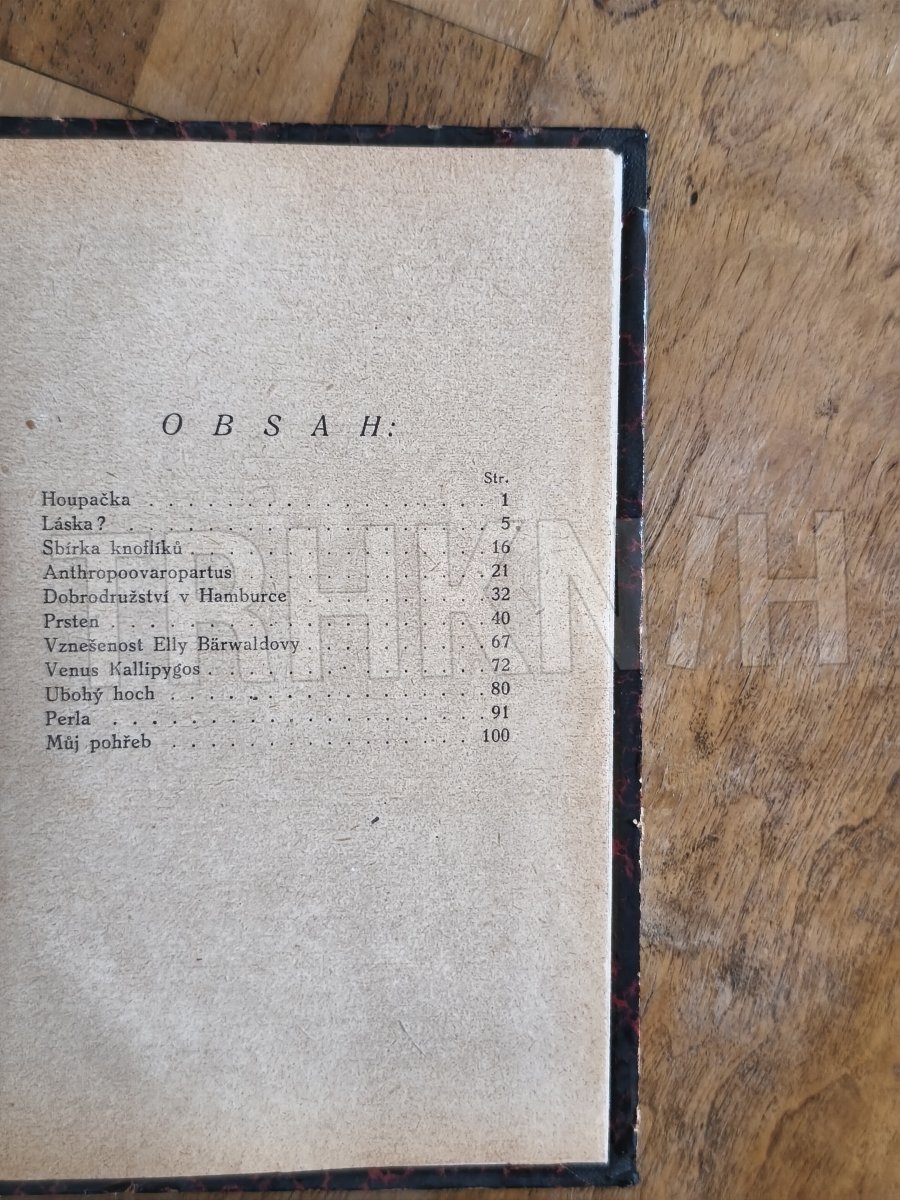 OBSAH:
Str.
Houpačka . . . . . . . . . . . . . . . . . . 1
Láska? . . . . . . . . . . . . . . . . . . . 5
Sbírka knoflíků . . . . . . . . . . . . . . . 16
Anthropoovaropartus . . . . . . . . . . . . . 21
Dobrodružství v Hamburce . . . . . . . . . . 32
Prsten . . . . . . . . . . . . . . . . . . . 40
Vznešenost Elly Bärwaldovy . . . . . . . . . 67
Venus Kallipygos . . . . . . . . . . . . . . 72
Ubohý hoch . . . . . . . . . . . . . . . . . 80
Perla . . . . . . . . . . . . . . . . . . . . 91
Můj pohřeb . . . . . . . . . . . . . . . . . 100
TRHKNIH